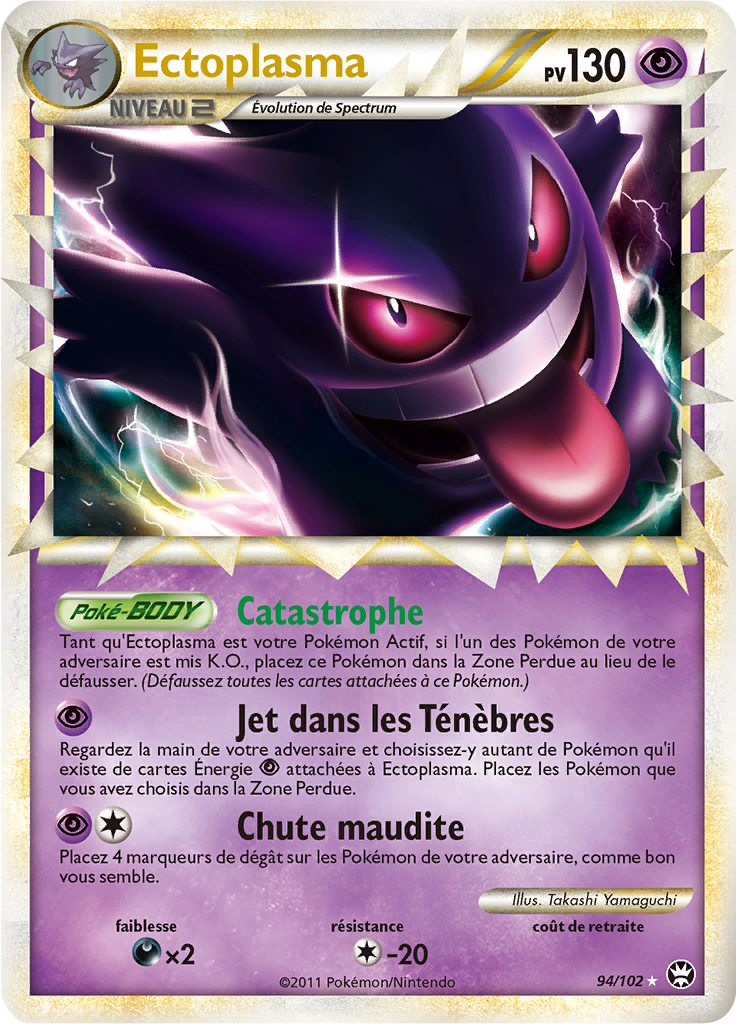 Ectoplasma
PV 130
NIVEAU 2
Évolution de Spectrum
Poké-BODY Catastrophe
Tant qu'Ectoplasma est votre Pokémon Actif, si l'un des Pokémon de votre
adversaire est mis K.O., placez ce Pokémon dans la Zone Perdue au lieu de le
défausser. (Défaussez toutes les cartes attachées à ce Pokémon.)
Jet dans les Ténèbres
Regardez la main de votre adversaire et choisissez-y autant de Pokémon qu'il
existe de cartes Énergie attachées à Ectoplasma. Placez les Pokémon que
vous avez choisis dans la Zone Perdue.
Chute maudite
Placez 4 marqueurs de dégât sur les Pokémon de votre adversaire, comme bon
vous semble.
Illus. Takashi Yamaguchi
faiblesse résistance coût de retraite
×2 -20
©2011 Pokémon/Nintendo 94/102